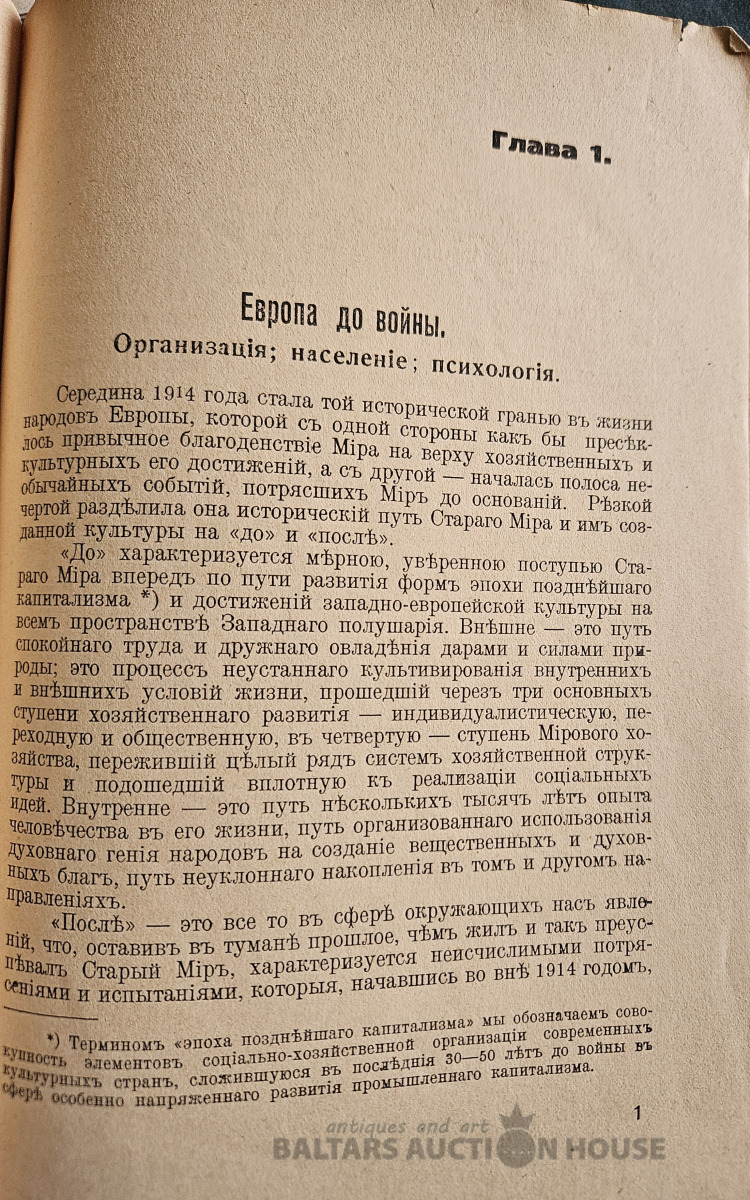 Глава 1.
Европа до войны.
Организація; населеніе; психологія.
Середина 1914 года стала той исторической гранью въ жизни
народовъ Европы, которой съ одной стороны какъ бы пресѣк-
лось привычное благоденствіе Міра на верху хозяйственныхъ и
культурныхъ его достиженій, а съ другой — началась полоса не-
обычайныхъ событій, потрясшихъ Міръ до основаній. Рѣзкой
чертой раздѣлила она историческій путь Стараго Міра и имъ соз-
данной культуры на «до» и «послѣ».
«До» характеризуется мѣрною, увѣренною поступью Ста-
раго Міра впередъ по пути развитія формъ эпохи позднѣйшаго
капитализма *) и достиженій западно-европейской культуры на
всемъ пространствѣ Западнаго полушарія. Внѣшне — это путь
спокойнаго труда и дружнаго овладѣнія дарами и силами при-
роды; это процессъ неустаннаго культивированія внутреннихъ
и внѣшнихъ условій жизни, прошедшій черезъ три основныхъ
ступени хозяйственнаго развитія — индивидуалистическую, пе-
реходную и общественную, въ четвертую — ступень Мірового хо-
зяйства, пережившій цѣлый рядъ системъ хозяйственной струк-
туры и подошедшій вплотную къ реализаціи соціальныхъ
идей. Внутренне — это путь нѣсколькихъ тысячъ лѣтъ опыта
человѣчества въ его жизни, путь организованнаго использованія
духовнаго генія народовъ на созданіе вещественныхъ и духов-
ныхъ благъ, путь неуклоннаго накопленія въ томъ и другомъ на-
правленіяхъ.
«Послѣ» — это все то въ сферѣ окружающихъ насъ явле-
ній, что, оставивъ въ туманѣ прошлое, чѣмъ жилъ и такъ преус-
пѣвалъ Старый Міръ, характеризуется неисчислимыми потря-
сеніями и испытаніями, которыя, начавшись во внѣ 1914 годомъ,
*) Терминомъ «эпоха позднѣйшаго капитализма» мы обозначаемъ сово-
купность элементовъ соціально-хозяйственной организаціи современныхъ
культурныхъ странъ, сложившуюся въ послѣднія 30—50 лѣтъ до войны въ
сферѣ особенно напряженнаго развитія промышленнаго капитализма.
1
antiques and art
BALTARS AUCTION HOUSE